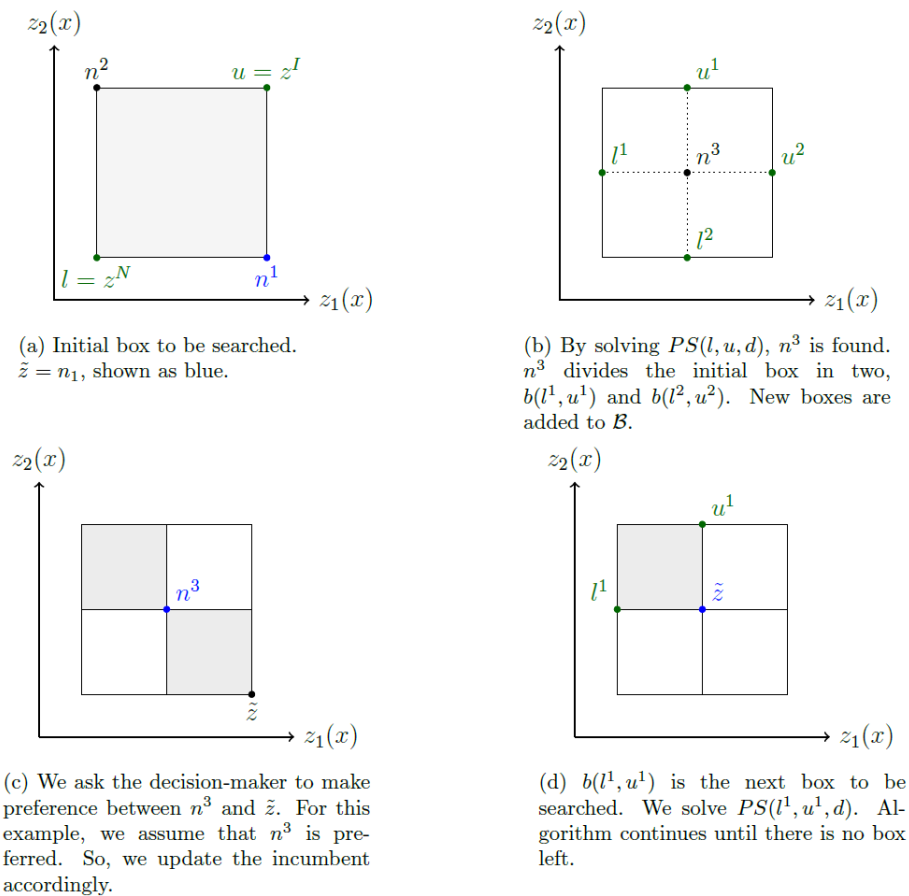 z₂(x)
n²
u = zᴵ
l = zᴺ
n¹
z₁(x)
(a) Initial box to be searched.
z̃ = n₁, shown as blue.
z₂(x)
u¹
l¹
n³
u²
l²
z₁(x)
(b) By solving PS(l, u, d), n³ is found.
n³ divides the initial box in two,
b(l¹, u¹) and b(l², u²). New boxes are
added to ℬ.
z₂(x)
n³
z̃
z₁(x)
(c) We ask the decision-maker to make
preference between n³ and z̃. For this
example, we assume that n³ is pre-
ferred. So, we update the incumbent
accordingly.
z₂(x)
u¹
l¹
z̃
z₁(x)
(d) b(l¹, u¹) is the next box to be
searched. We solve PS(l¹, u¹, d). Al-
gorithm continues until there is no box
left.